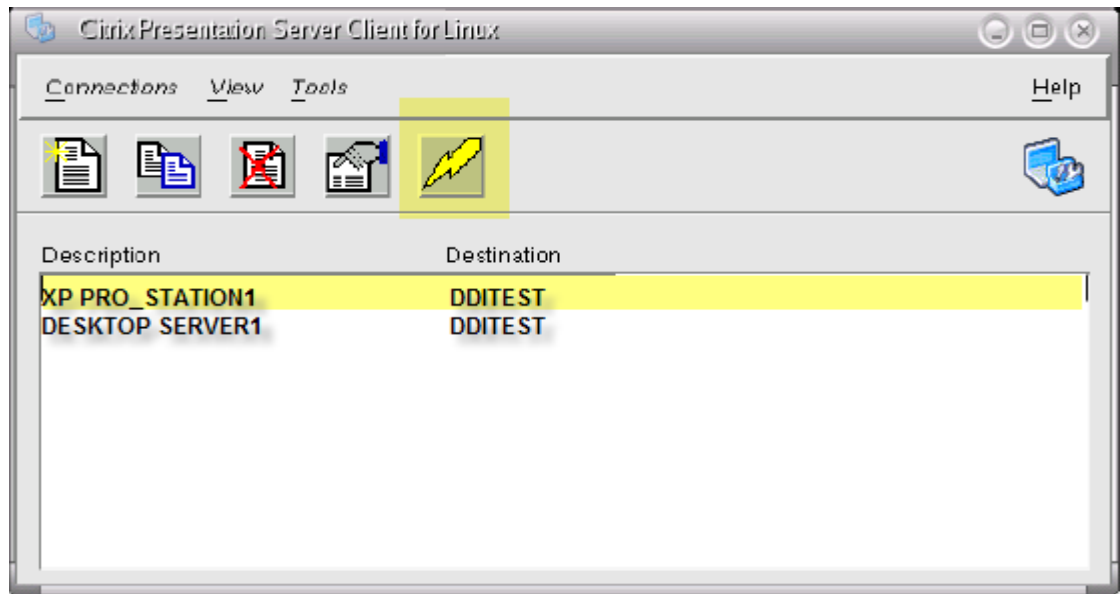 Citrix Presentation Server Client for Linux
Connections View Tools Help
Description Destination
XP PRO_STATION1 DDITEST
DESKTOP SERVER1 DDITEST